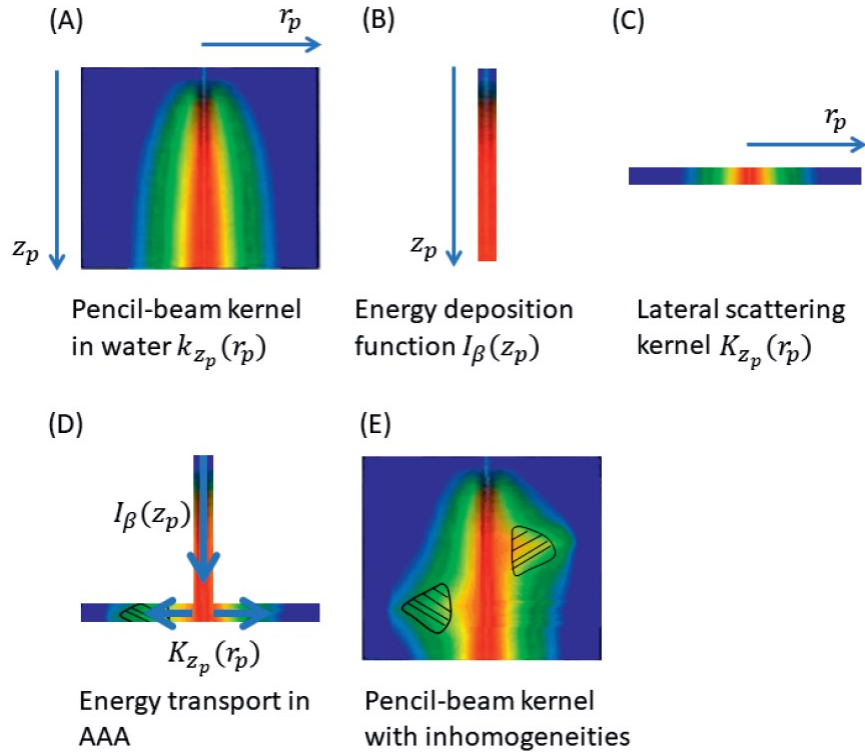 (A)
r_p
z_p
Pencil-beam kernel
in water k_{z_p}(r_p)
(B)
z_p
Energy deposition
function I_β(z_p)
(C)
r_p
Lateral scattering
kernel K_{z_p}(r_p)
(D)
I_β(z_p)
K_{z_p}(r_p)
Energy transport in
AAA
(E)
Pencil-beam kernel
with inhomogeneities